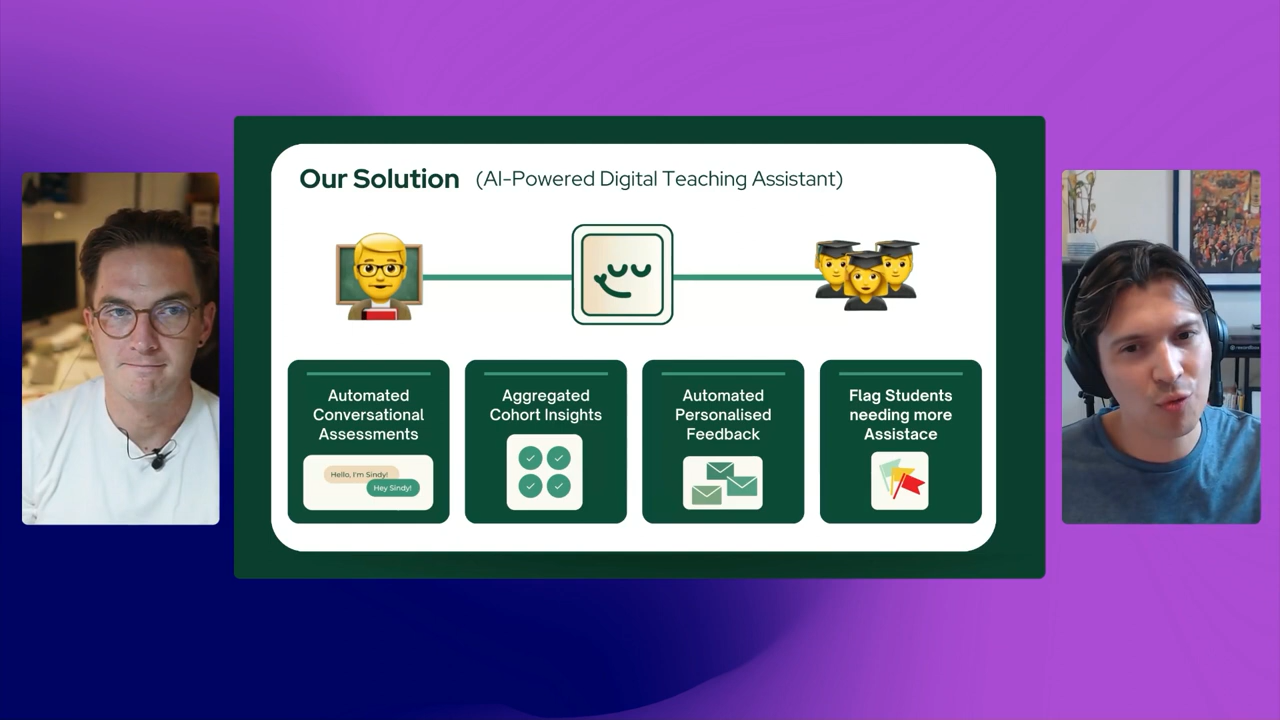 Our Solution (AI-Powered Digital Teaching Assistant)
Automated
Conversational
Assessments
Hello, I'm Sindy!
Hey Sindy!
Aggregated
Cohort Insights
Automated
Personalised
Feedback
Flag Students
needing more
Assistace